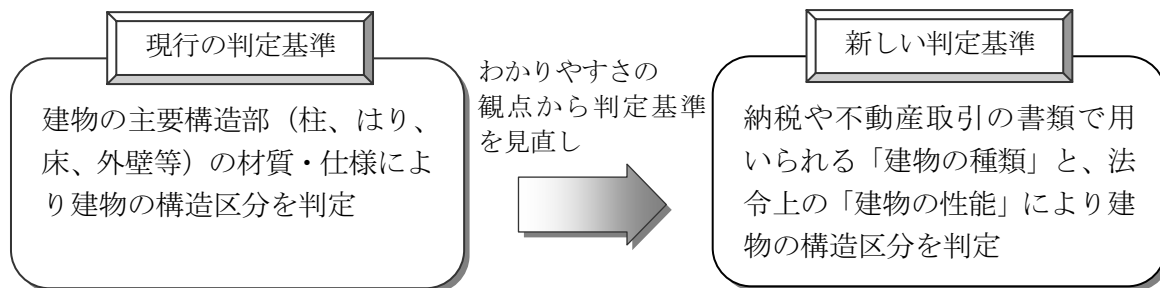 現行の判定基準
建物の主要構造部（柱、はり、
床、外壁等）の材質・仕様によ
り建物の構造区分を判定
わかりやすさの
観点から判定基準
を見直し
新しい判定基準
納税や不動産取引の書類で用
いられる「建物の種類」と、法
令上の「建物の性能」により建
物の構造区分を判定